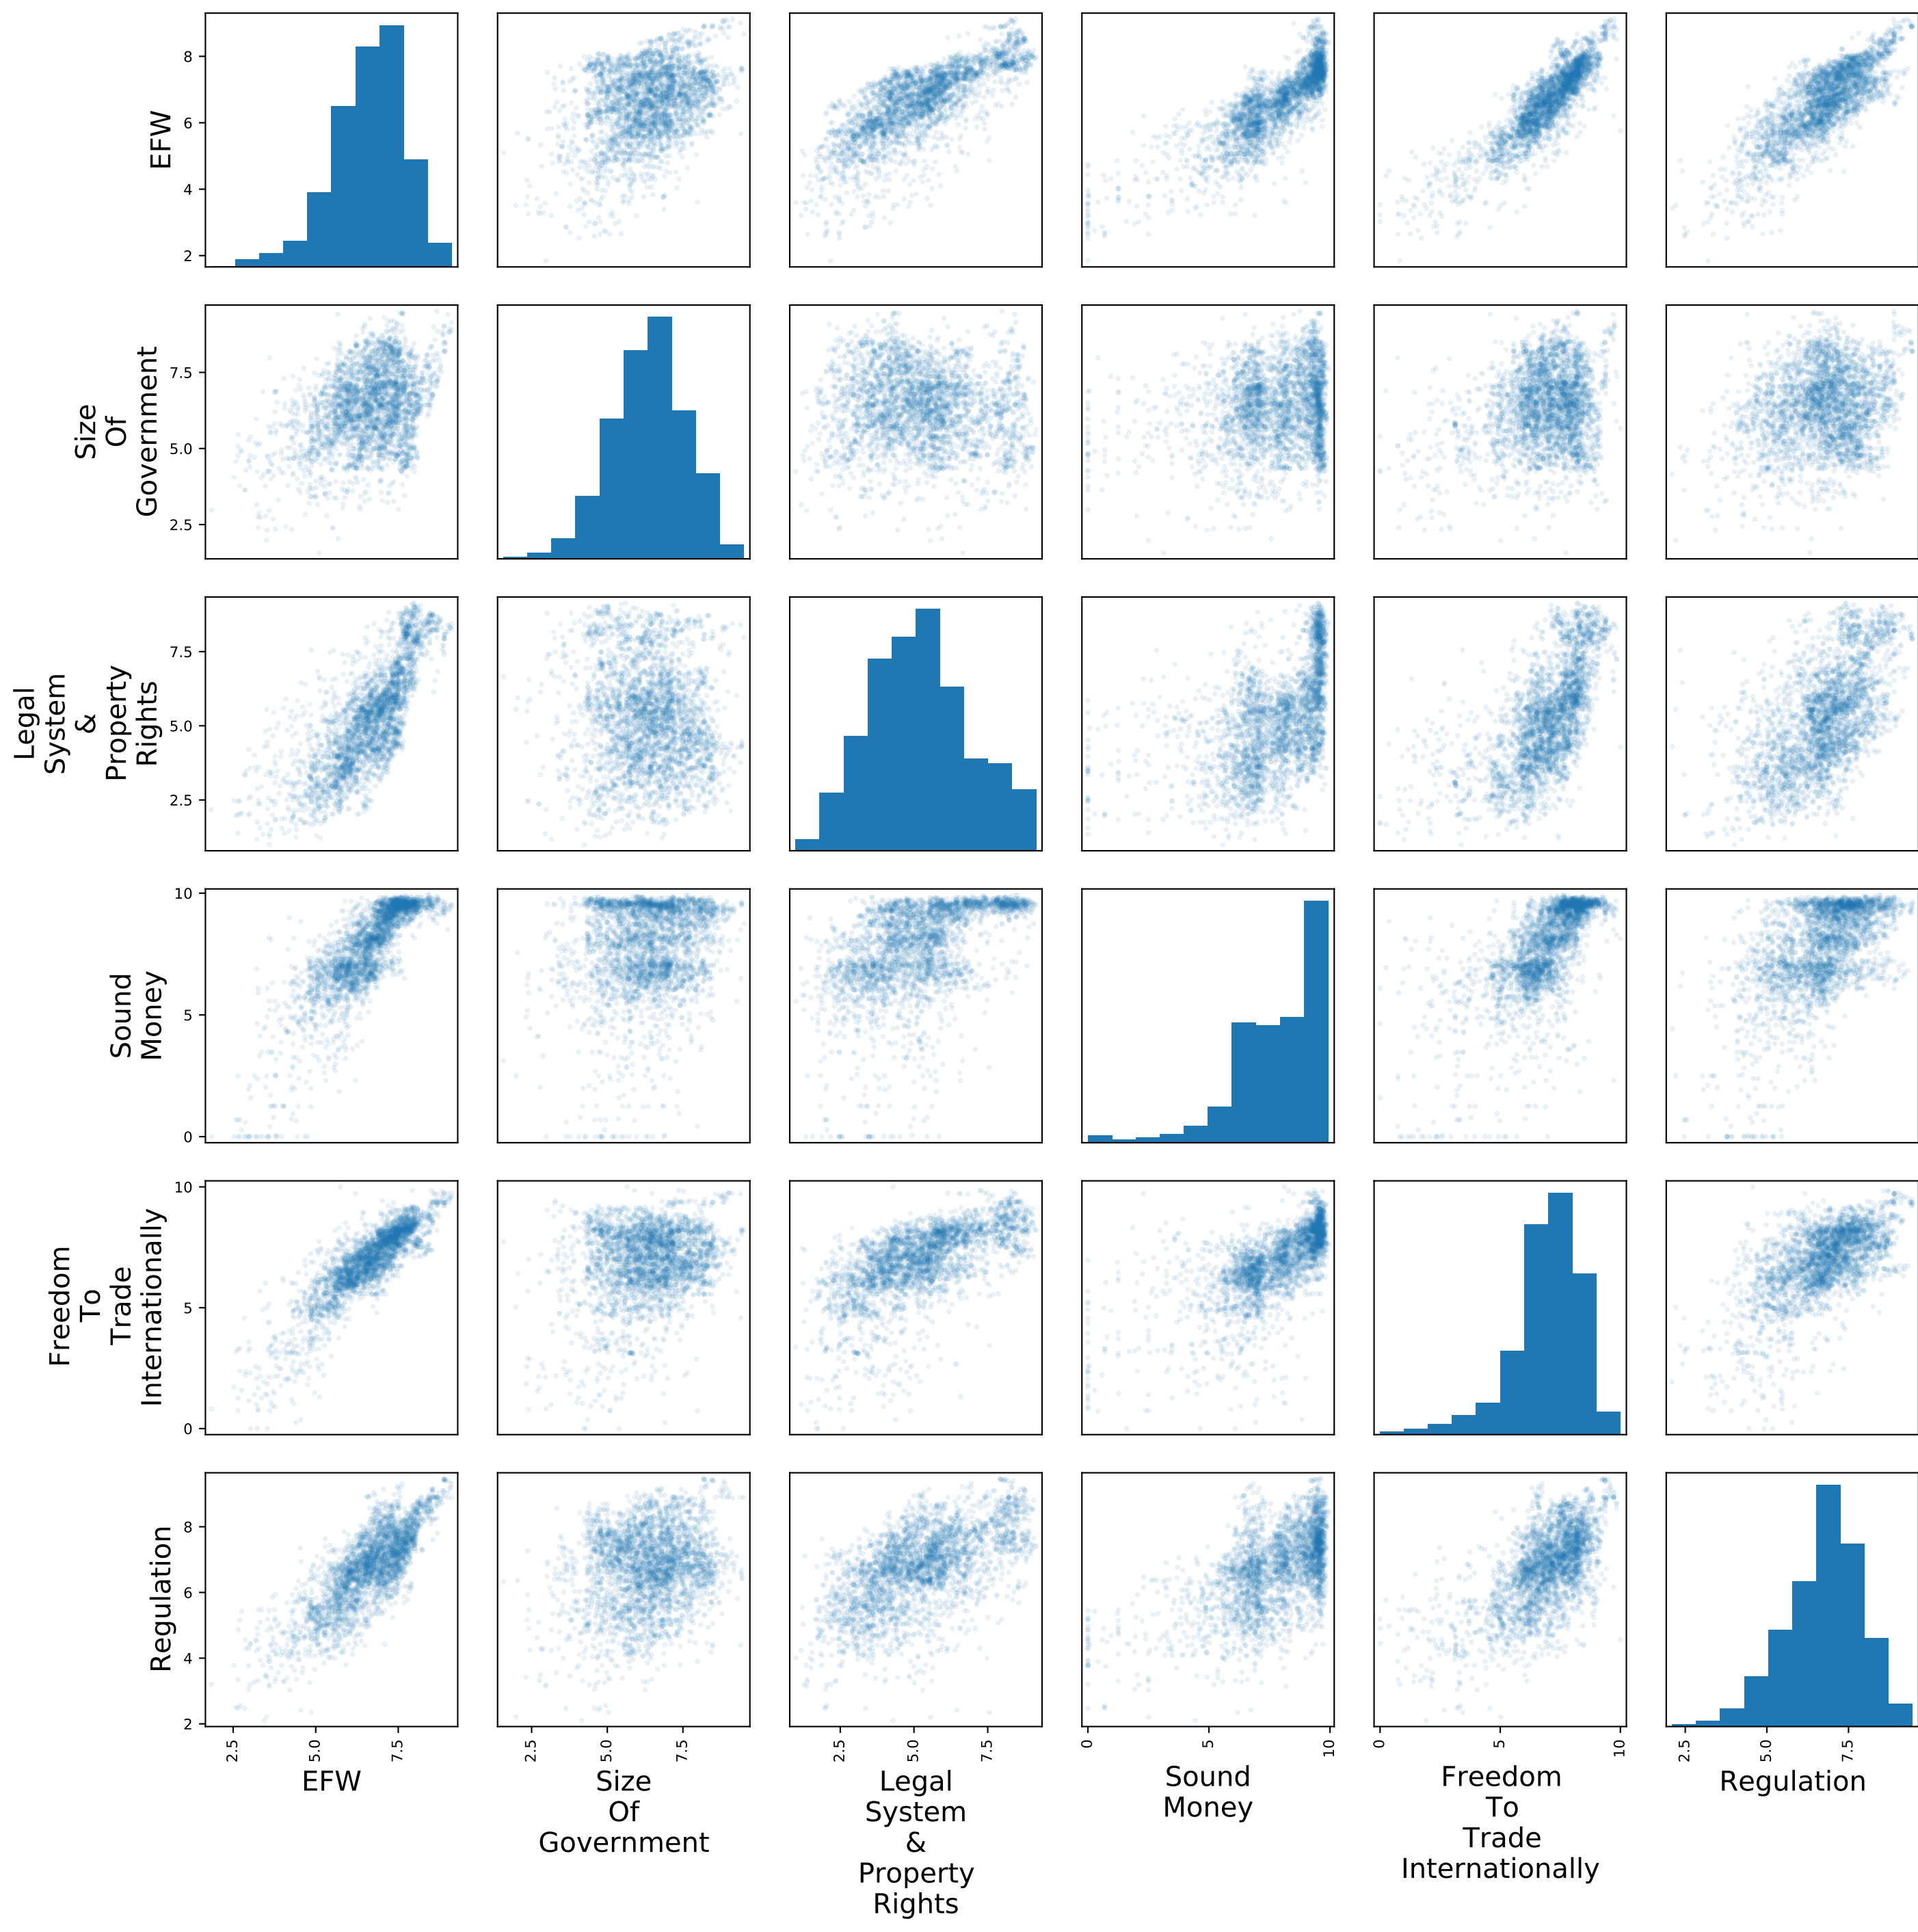 EFW
8
6
4
2
Size
Of
Government
7.5
5.0
2.5
Legal
System
&
Property
Rights
7.5
5.0
2.5
Sound
Money
10
5
0
Freedom
To
Trade
Internationally
10
5
0
Regulation
8
6
4
2
2.5 5.0 7.5
EFW
2.5 5.0 7.5
Size
Of
Government
2.5 5.0 7.5
Legal
System
&
Property
Rights
0 5 10
Sound
Money
0 5 10
Freedom
To
Trade
Internationally
2.5 5.0 7.5
Regulation